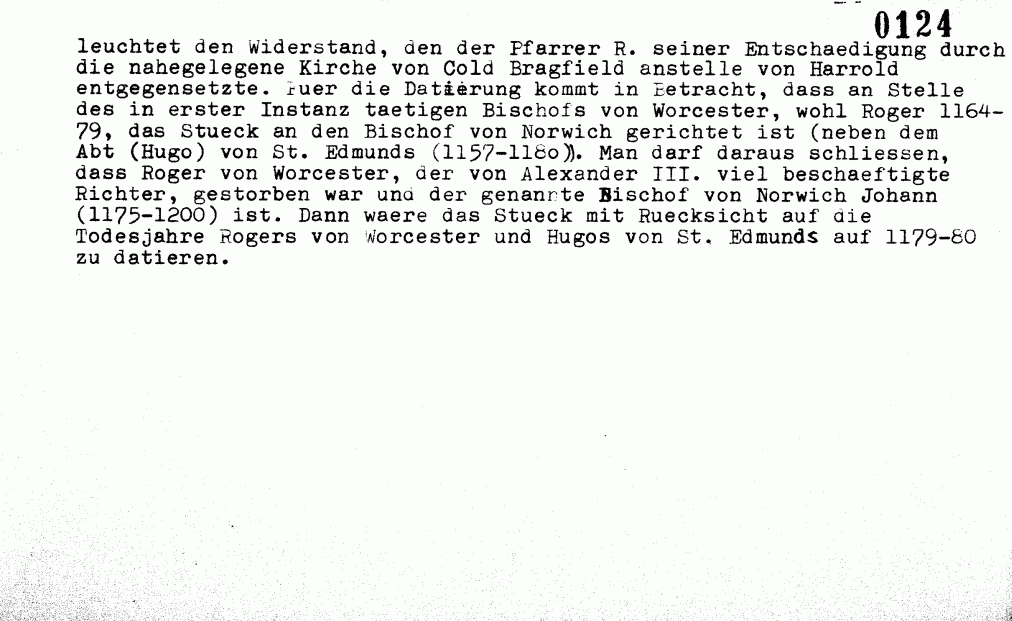 0124
leuchtet den Widerstand, den der Pfarrer R. seiner Entschaedigung durch
die nahegelegene Kirche von Cold Bragfield anstelle von Harrold
entgegensetzte. Fuer die Datierung kommt in Betracht, dass an Stelle
des in erster Instanz taetigen Bischofs von Worcester, wohl Roger 1164-
79, das Stueck an den Bischof von Norwich gerichtet ist (neben dem
Abt (Hugo) von St. Edmunds (1157-1180)). Man darf daraus schliessen,
dass Roger von Worcester, der von Alexander III. viel beschaeftigte
Richter, gestorben war und der genannte Bischof von Norwich Johann
(1175-1200) ist. Dann waere das Stueck mit Ruecksicht auf die
Todesjahre Rogers von Worcester und Hugos von St. Edmunds auf 1179-80
zu datieren.